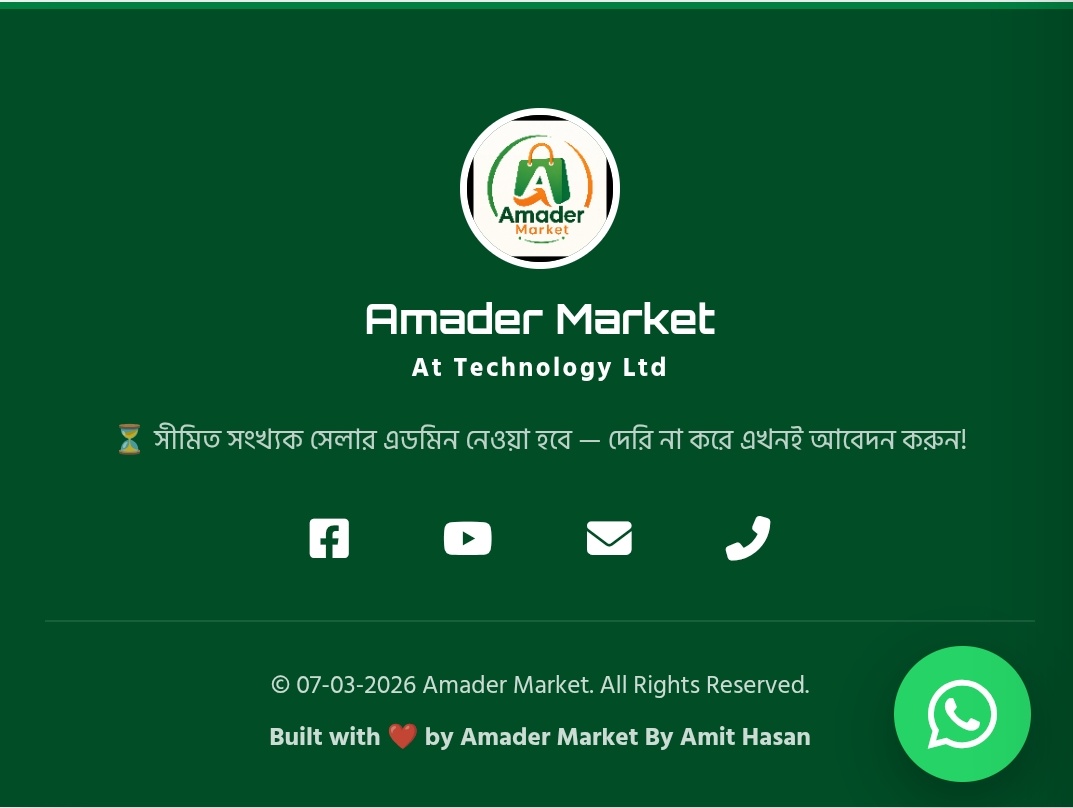 Amader
Market
Amader Market
At Technology Ltd
⏳ সীমিত সংখ্যক সেলার এডমিন নেওয়া হবে — দেরি না করে এখনই আবেদন করুন!
© 07-03-2026 Amader Market. All Rights Reserved.
Built with ❤️ by Amader Market By Amit Hasan